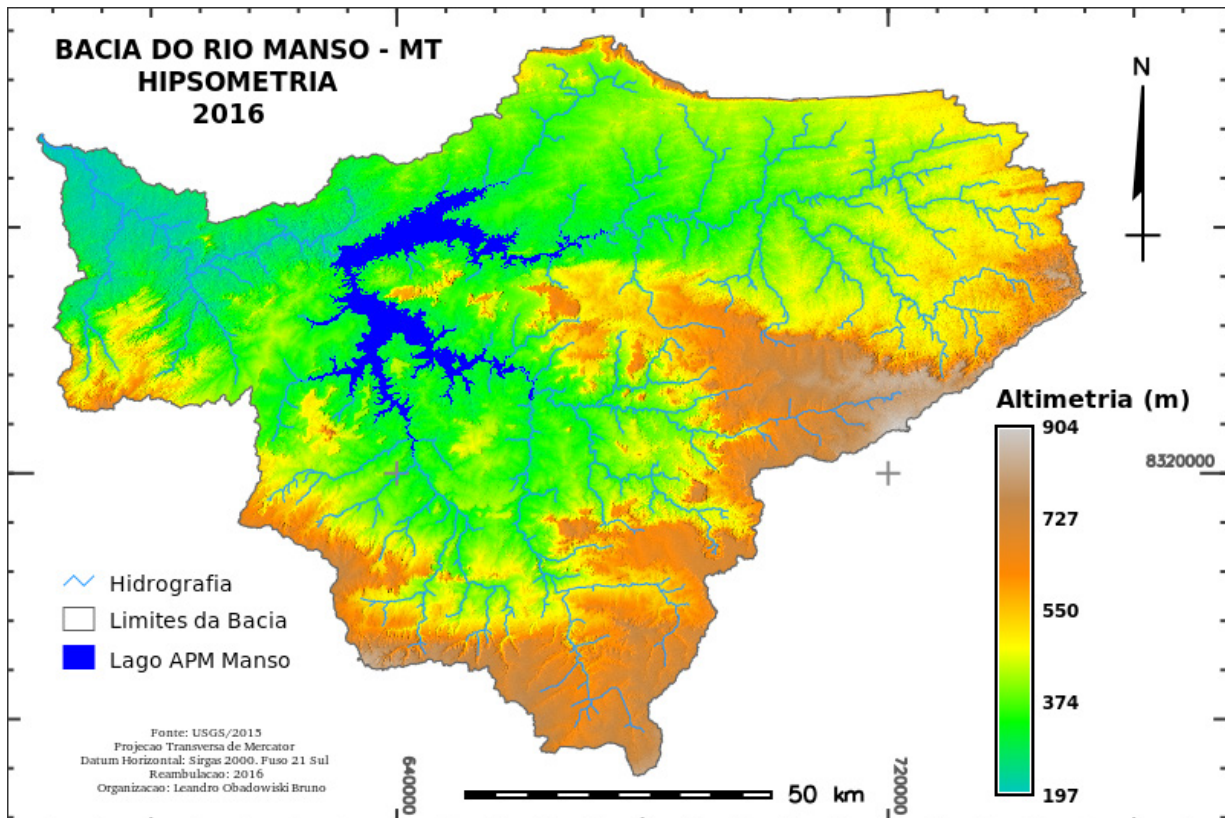 BACIA DO RIO MANSO - MT
HIPSOMETRIA
2016
N
Altimetria (m)
904
727
550
374
197
8320000
Hidrografia
Limites da Bacia
Lago APM Manso
Fonte: USGS/2015
Projecao Transversa de Mercator
Datum Horizontal: Sirgas 2000. Fuso 21 Sul
Reambulacao: 2016
Organizacao: Leandro Obadowiski Bruno
640000
50 km
720000